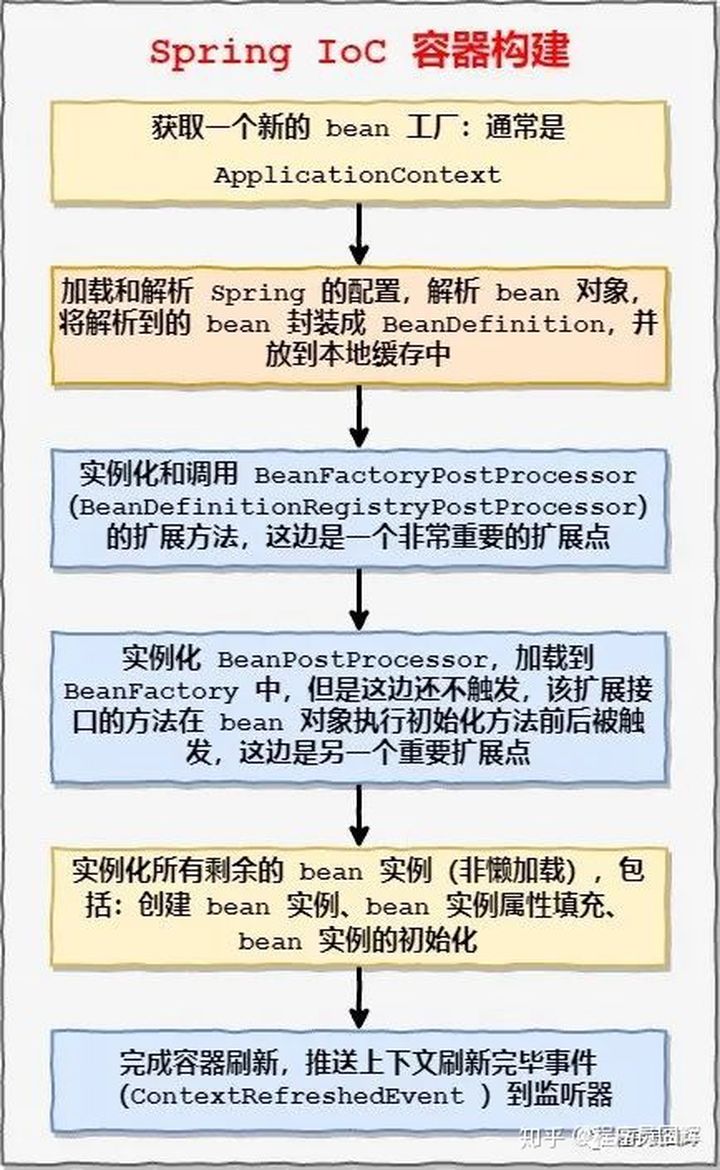 Spring IoC 容器构建
获取一个新的 bean 工厂：通常是
ApplicationContext
加载和解析 Spring 的配置，解析 bean 对象，
将解析到的 bean 封装成 BeanDefinition，并
放到本地缓存中
实例化和调用 BeanFactoryPostProcessor
（BeanDefinitionRegistryPostProcessor）
的扩展方法，这边是一个非常重要的扩展点
实例化 BeanPostProcessor，加载到
BeanFactory 中，但是这边还不触发，该扩展接
口的方法在 bean 对象执行初始化方法前后被触
发，这边是另一个重要扩展点
实例化所有剩余的 bean 实例（非懒加载），包
括：创建 bean 实例、bean 实例属性填充、
bean 实例的初始化
完成容器刷新，推送上下文刷新完毕事件
（ContextRefreshedEvent ）到监听器
知乎